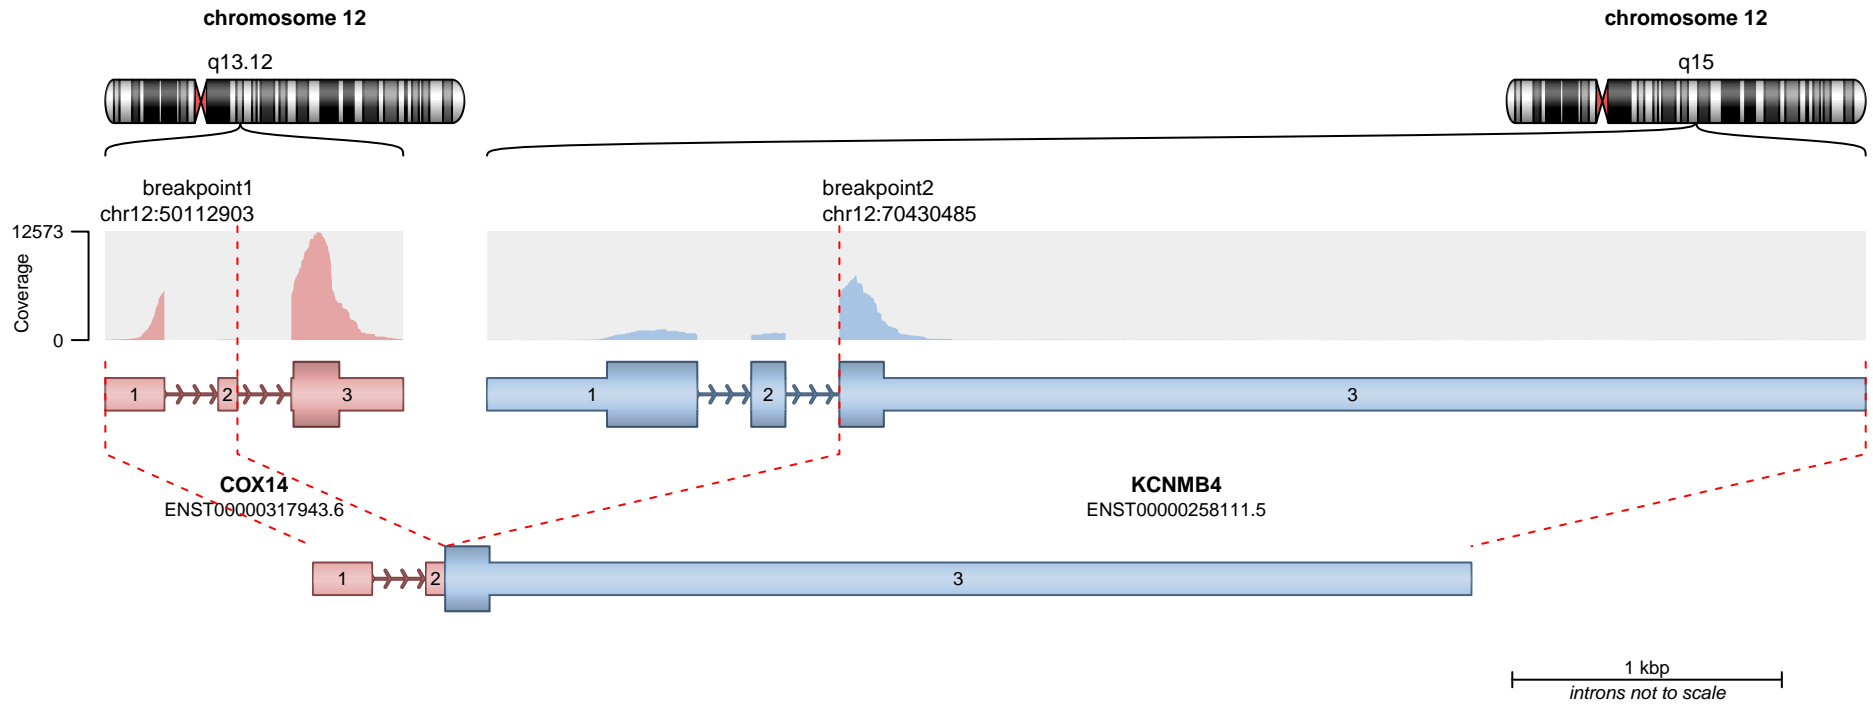 chromosome 12
chromosome 12
q13.12
q15
breakpoint1
chr12:50112903
breakpoint2
chr12:70430485
12573
Coverage
0
1
2
3
1
2
3
COX14
ENST00000317943.6
KCNMB4
ENST00000258111.5
1
2
3
1 kbp
introns not to scale